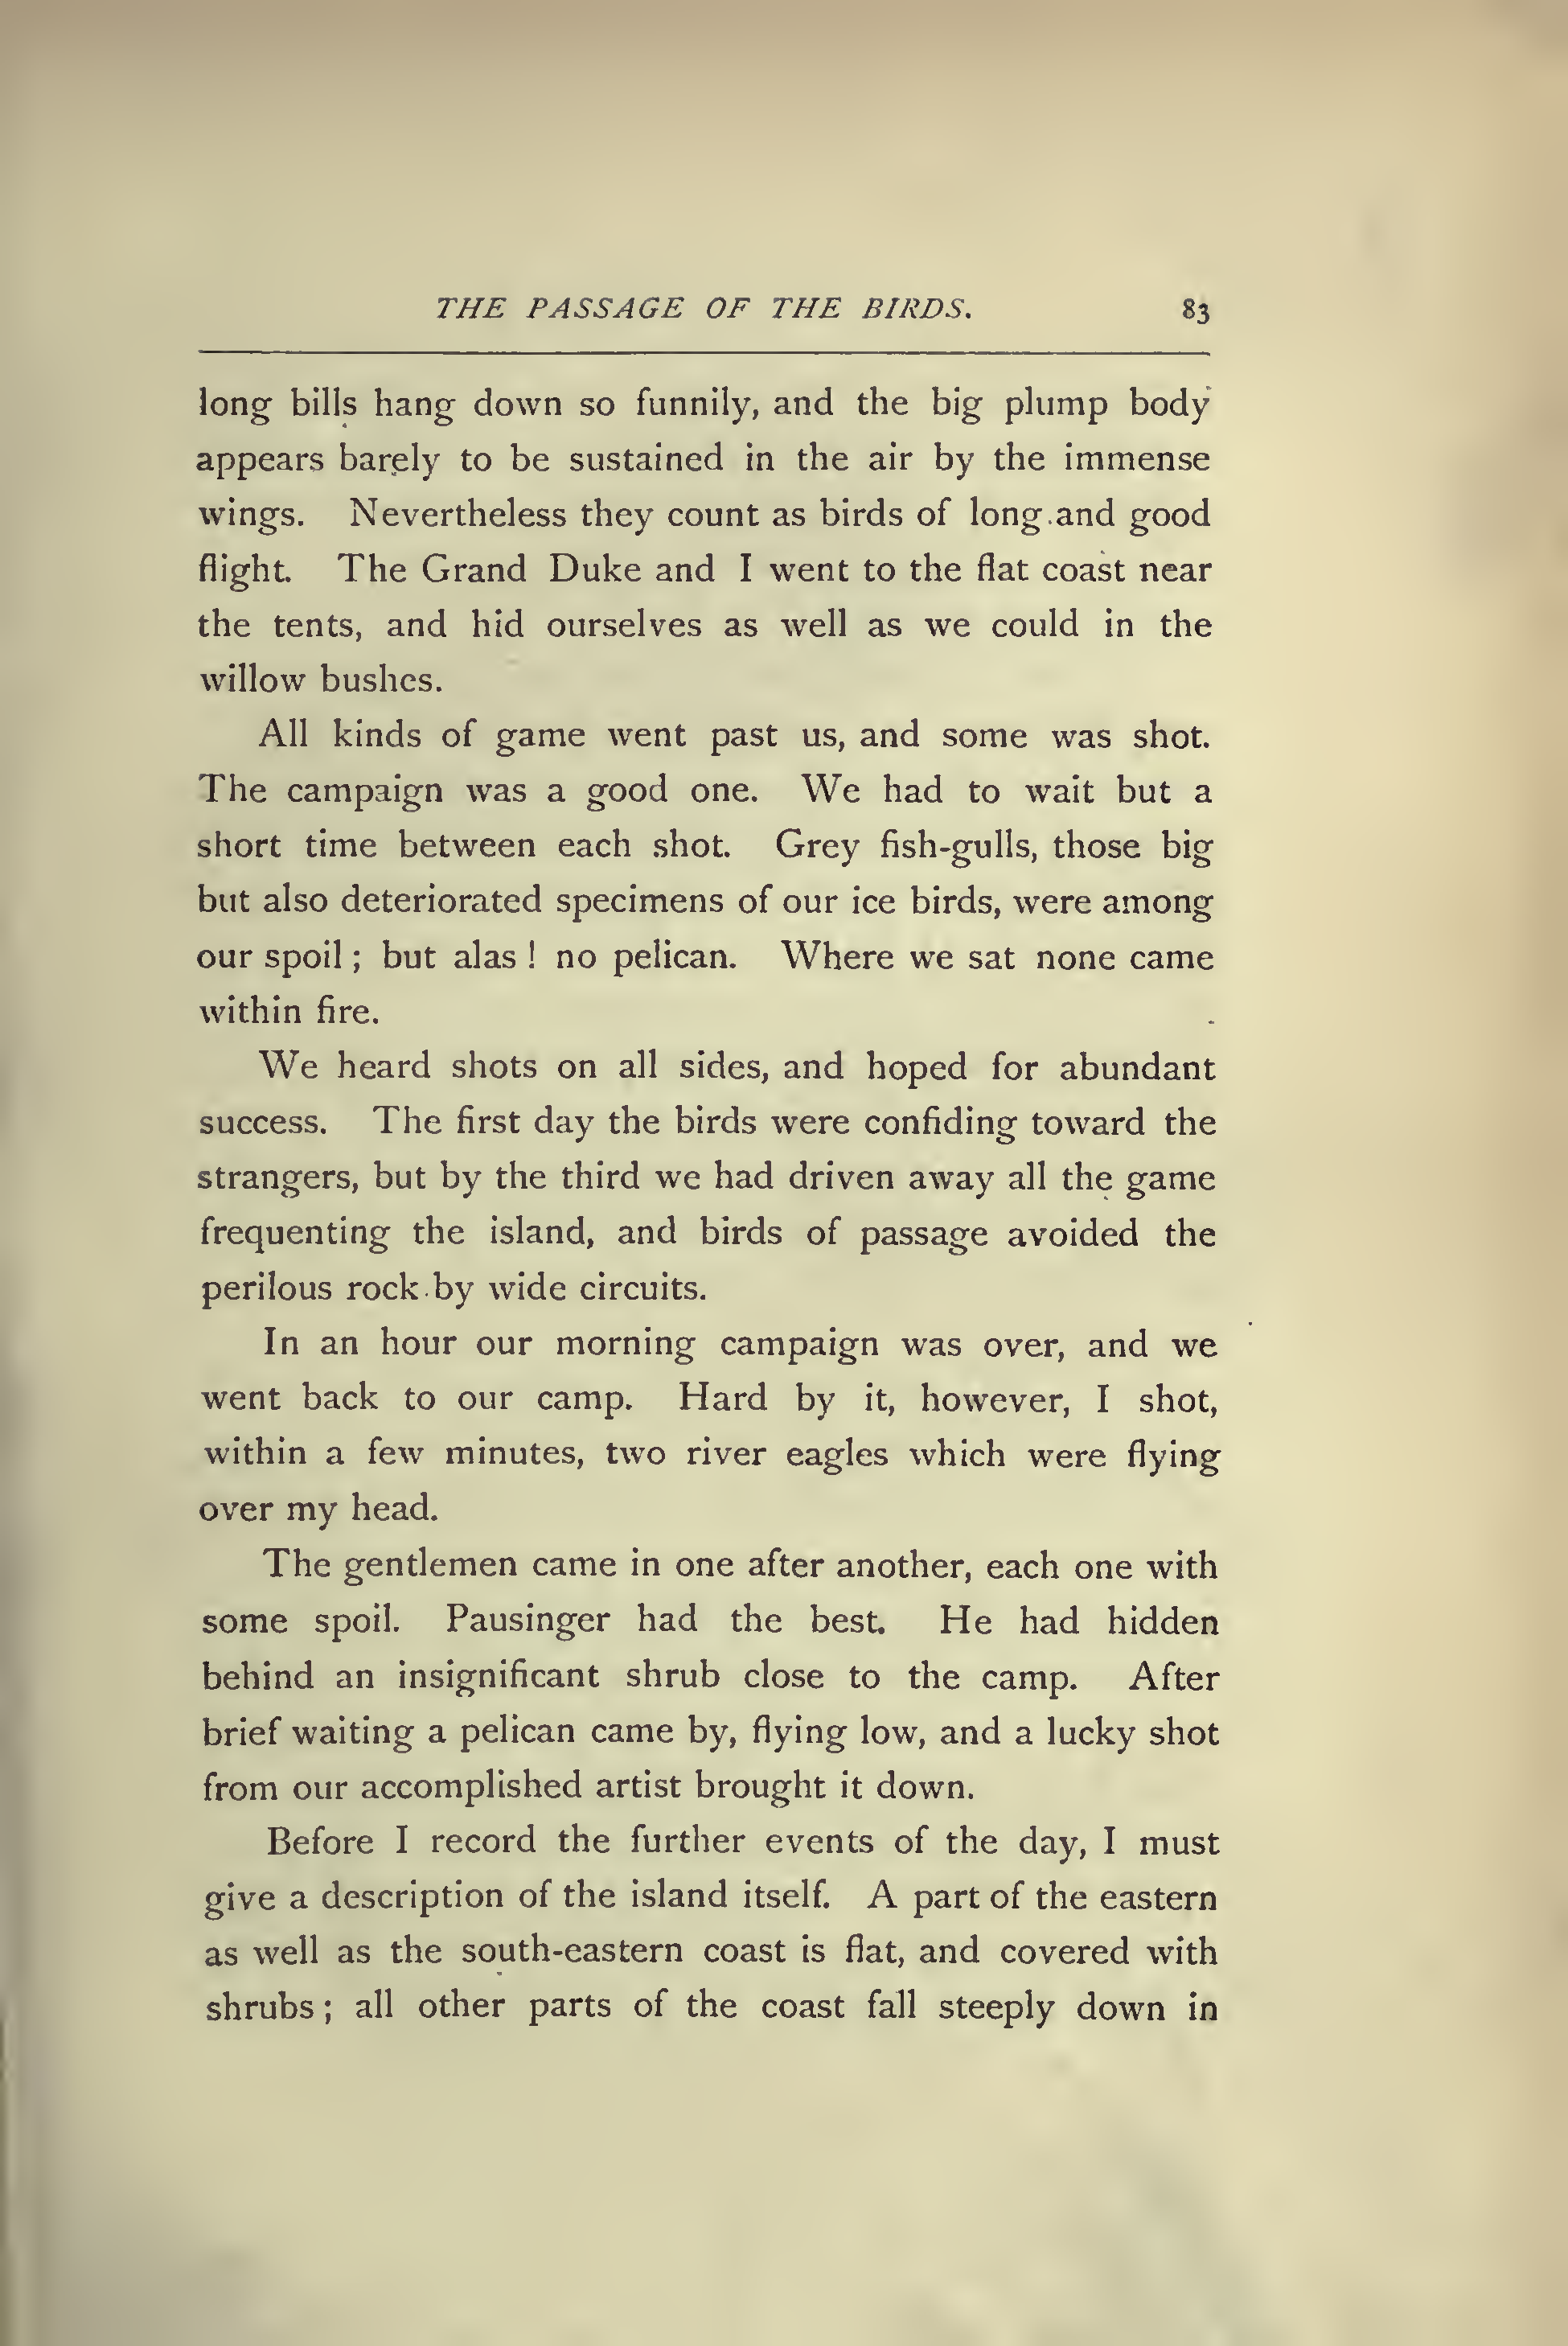 THE PASSAGE OF THE BIRDS. 83
long bills hang down so funnily, and the big plump body
appears barely to be sustained in the air by the immense
wings. Nevertheless they count as birds of long and good
flight. The Grand Duke and I went to the flat coast near
the tents, and hid ourselves as well as we could in the
willow bushes.
All kinds of game went past us, and some was shot.
The campaign was a good one. We had to wait but a
short time between each shot. Grey fish-gulls, those big
but also deteriorated specimens of our ice birds, were among
our spoil; but alas! no pelican. Where we sat none came
within fire.
We heard shots on all sides, and hoped for abundant
success. The first day the birds were confiding toward the
strangers, but by the third we had driven away all the game
frequenting the island, and birds of passage avoided the
perilous rock by wide circuits.
In an hour our morning campaign was over, and we
went back to our camp. Hard by it, however, I shot,
within a few minutes, two river eagles which were flying
over my head.
The gentlemen came in one after another, each one with
some spoil. Pausinger had the best. He had hidden
behind an insignificant shrub close to the camp. After
brief waiting a pelican came by, flying low, and a lucky shot
from our accomplished artist brought it down.
Before I record the further events of the day, I must
give a description of the island itself. A part of the eastern
as well as the south-eastern coast is flat, and covered with
shrubs; all other parts of the coast fall steeply down in